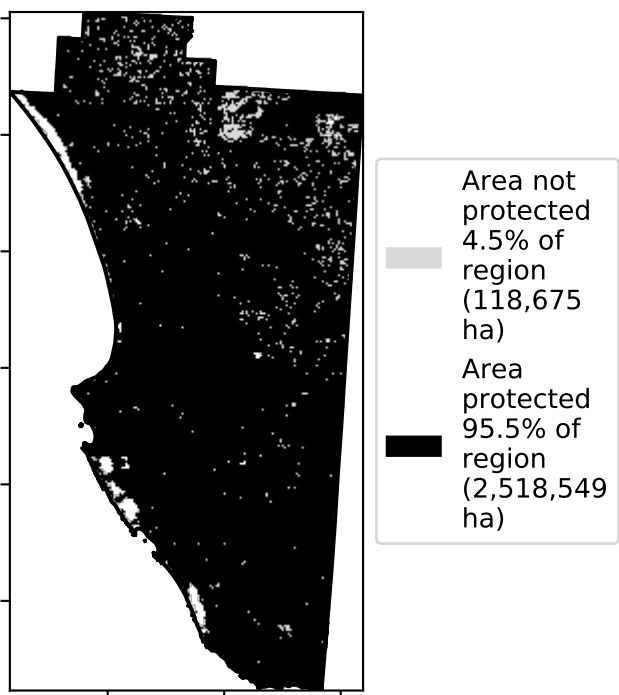 Area not
protected
4.5% of
region
(118,675
ha)
Area
protected
95.5% of
region
(2,518,549
ha)